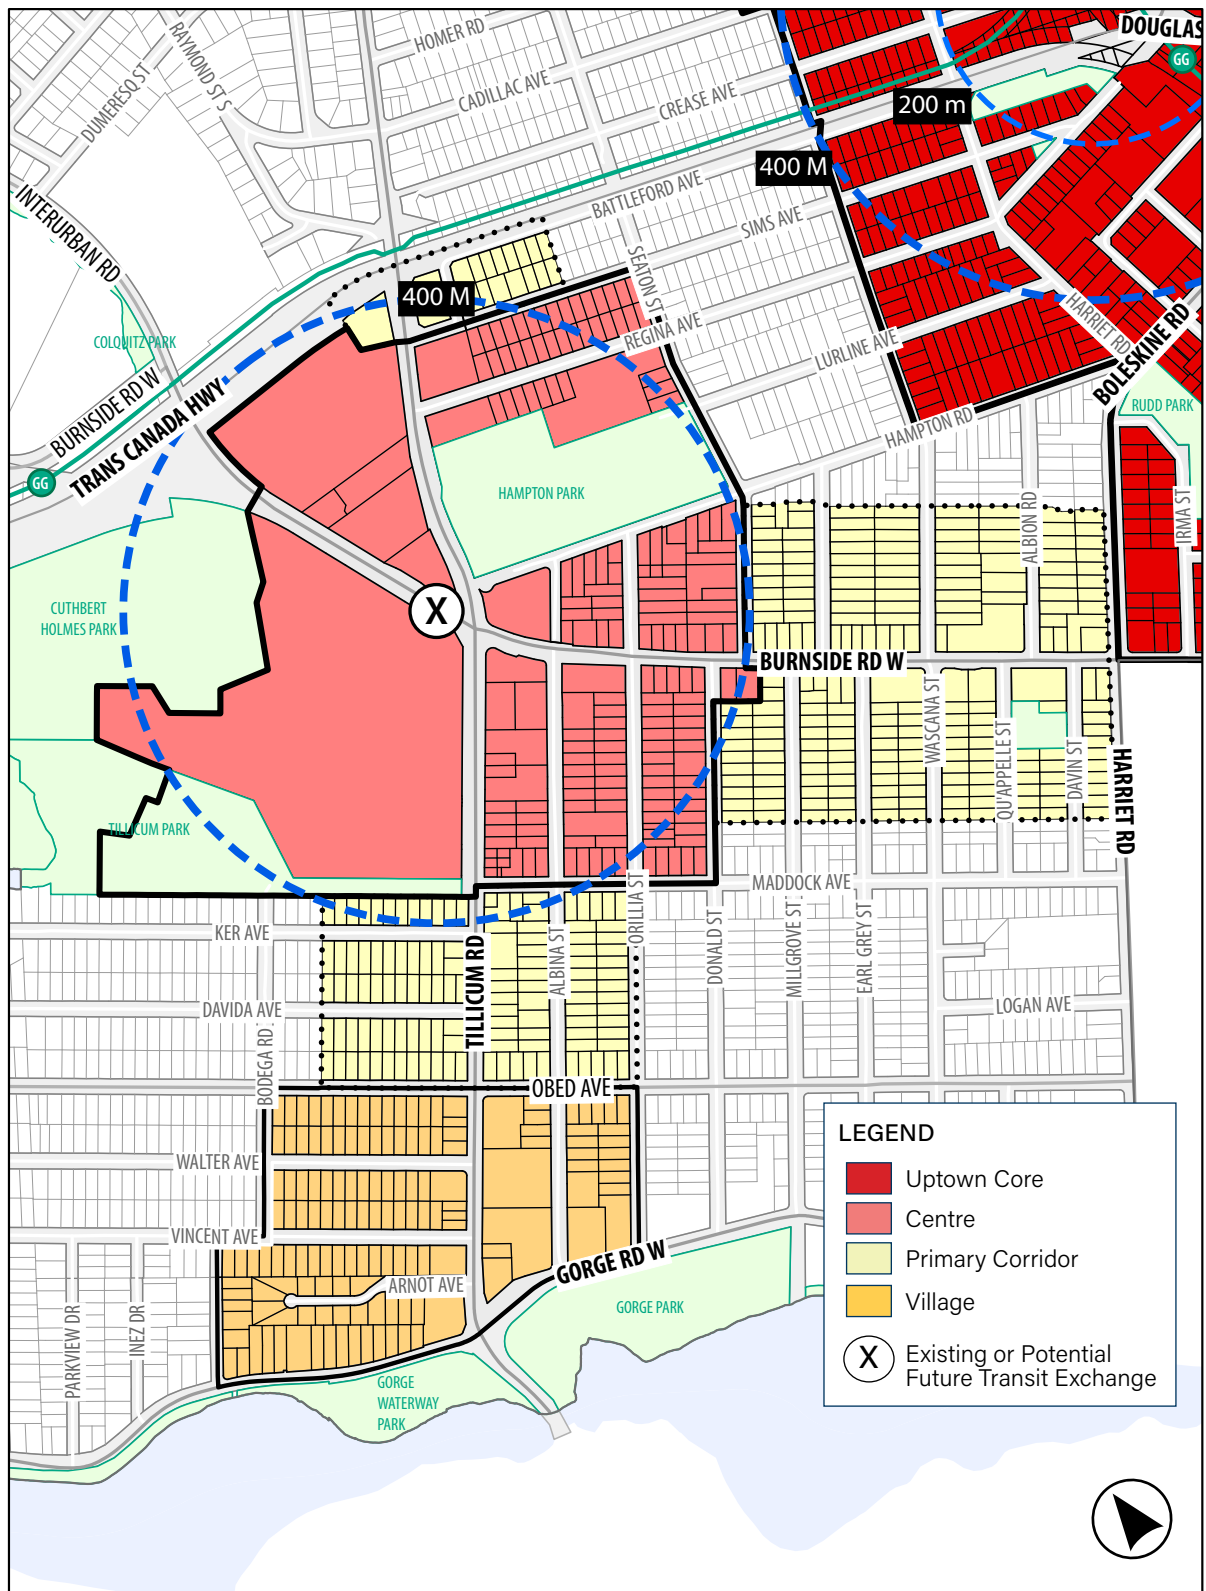 HOMER RD
RAYMOND ST S
DUMERESQ ST
CADILLAC AVE
CREASE AVE
DOUGLAS
GG
200 m
400 M
INTERURBAN RD
BATTLEFORD AVE
SIMS AVE
SEATON ST
400 M
REGINA AVE
LURLINE AVE
HARRIET RD
BOLESKINE RD
COLQUITZ PARK
BURNSIDE RD W
TRANS CANADA HWY
GG
HAMPTON RD
RUDD PARK
HAMPTON PARK
ALBION RD
IRMA ST
CUTHBERT
HOLMES PARK
X
BURNSIDE RD W
WASCANA ST
QU'APPELLE ST
DAVIN ST
HARRIET RD
TILLICUM PARK
MADDOCK AVE
ORILLIA ST
KER AVE
TILLICUM RD
ALBINA ST
DONALD ST
MILLGROVE ST
EARL GREY ST
DAVIDA AVE
LOGAN AVE
BODEGA RD
OBED AVE
WALTER AVE
VINCENT AVE
ARNOT AVE
GORGE RD W
GORGE PARK
PARKVIEW DR
INEZ DR
GORGE
WATERWAY
PARK
LEGEND
Uptown Core
Centre
Primary Corridor
Village
X
Existing or Potential
Future Transit Exchange